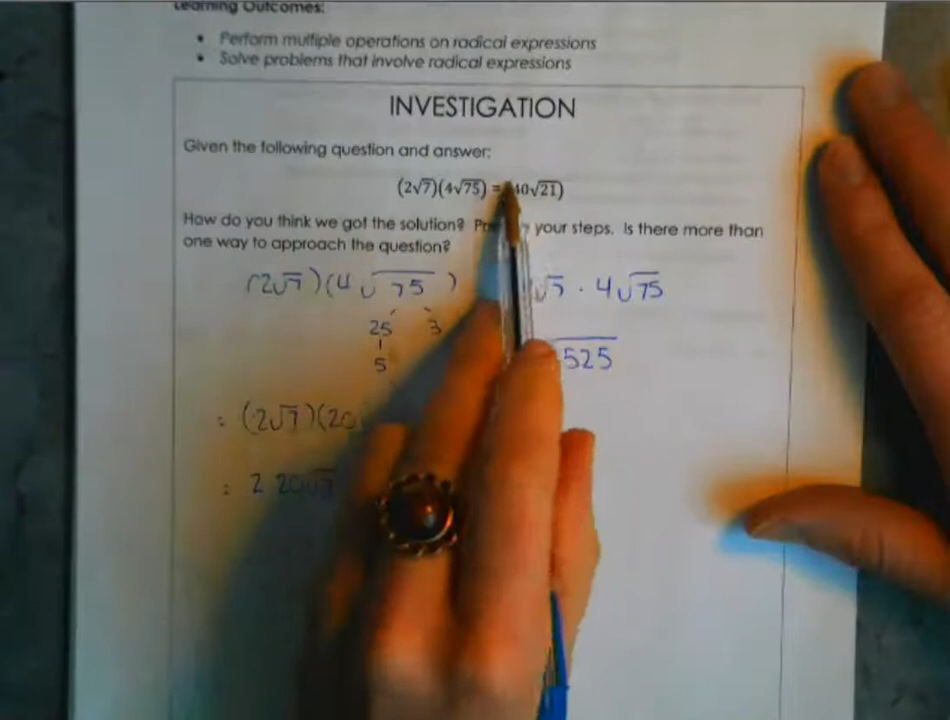 Learning Outcomes:
• Perform multiple operations on radical expressions
• Solve problems that involve radical expressions
INVESTIGATION
Given the following question and answer:
(2√7)(4√75) = 40√21)
How do you think we got the solution? your steps. Is there more than
one way to approach the question?
(2√7)(4√75) √7 · 4√75
25 3
5 525
= (2√7)(20
= 2 20√